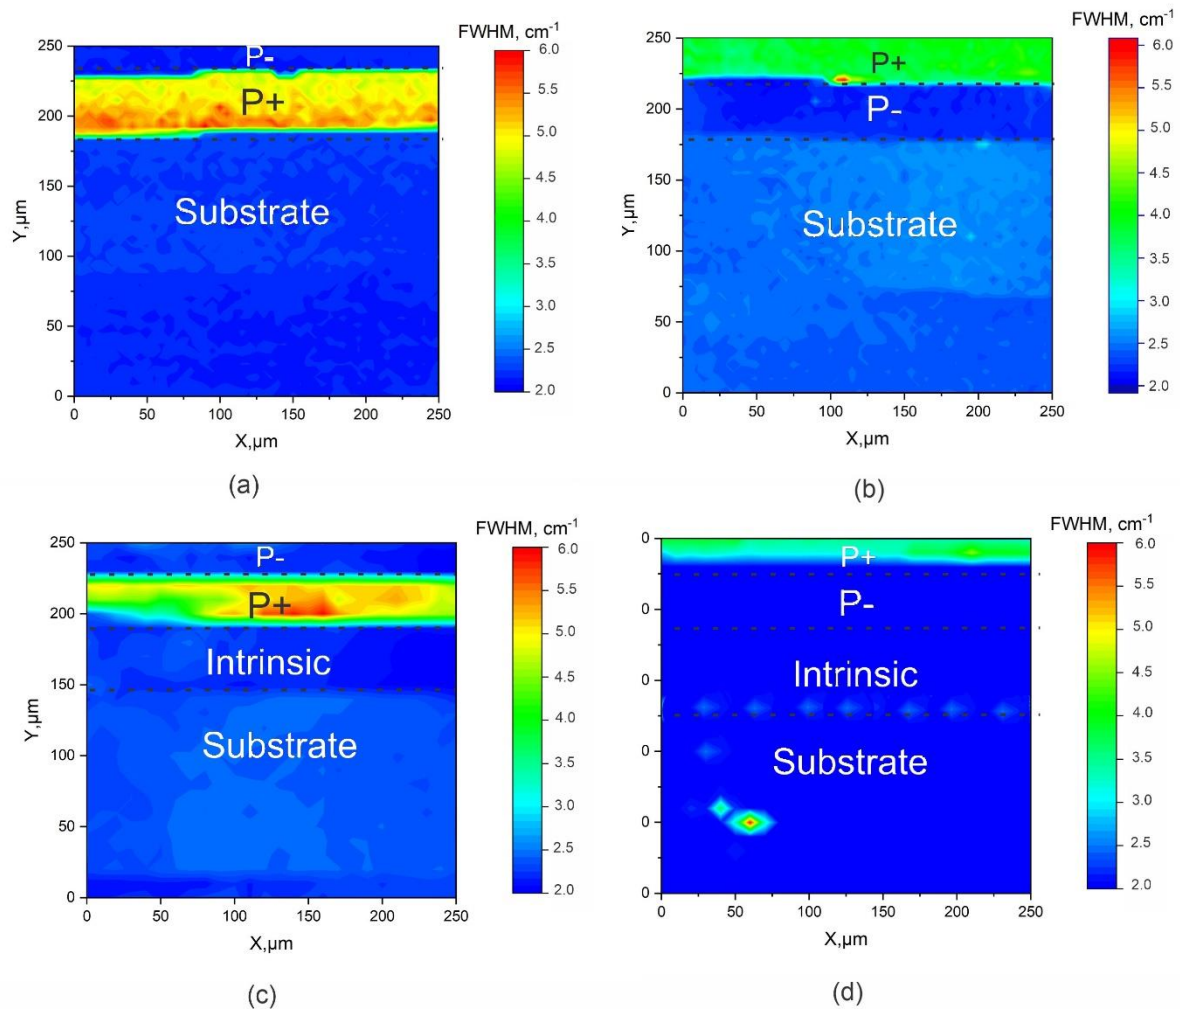 FWHM, cm-1
250
200
150
100
50
0
Y,µm
P-
P+
Substrate
0 50 100 150 200 250
X,µm
6.0
5.5
5.0
4.5
4.0
3.5
3.0
2.5
2.0
(a)
FWHM, cm-1
250
200
150
100
50
0
Y,µm
P+
P-
Substrate
0 50 100 150 200 250
X,µm
6.0
5.5
5.0
4.5
4.0
3.5
3.0
2.5
2.0
(b)
FWHM, cm-1
250
200
150
100
50
0
Y,µm
P-
P+
Intrinsic
Substrate
0 50 100 150 200 250
X,µm
6.0
5.5
5.0
4.5
4.0
3.5
3.0
2.5
2.0
(c)
FWHM, cm-1
0
0
0
0
0
0
P+
P-
Intrinsic
Substrate
0 50 100 150 200 250
X,µm
6.0
5.5
5.0
4.5
4.0
3.5
3.0
2.5
2.0
(d)